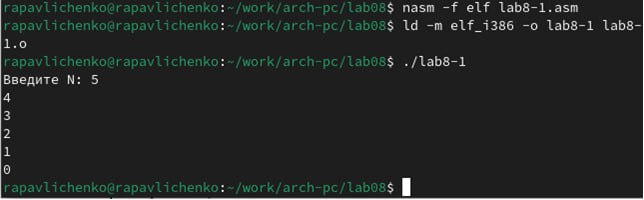 rapavlichenko@rapavlichenko:~/work/arch-pc/lab08$ nasm -f elf lab8-1.asm
rapavlichenko@rapavlichenko:~/work/arch-pc/lab08$ ld -m elf_i386 -o lab8-1 lab8-
1.o
rapavlichenko@rapavlichenko:~/work/arch-pc/lab08$ ./lab8-1
Введите N: 5
4
3
2
1
0
rapavlichenko@rapavlichenko:~/work/arch-pc/lab08$